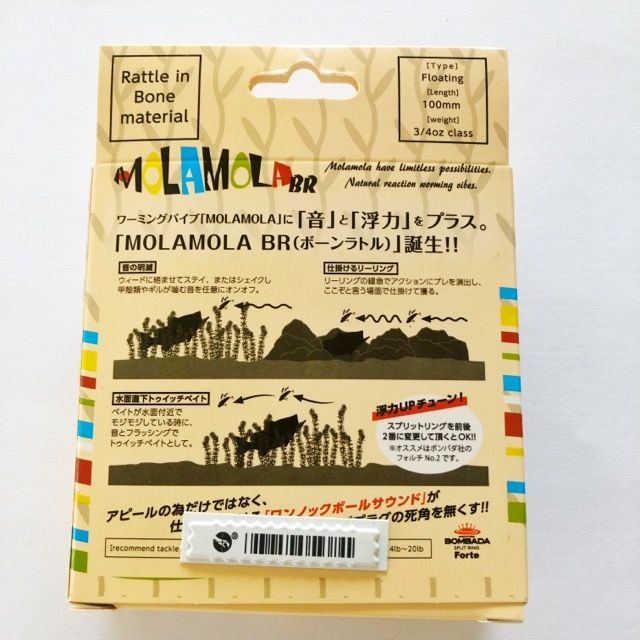 Rattle in
Bone
material
[Type]
Floating
[Length]
100mm
[weight]
3/4oz class
MOLAMOLA BR
Molamola have limitless possibilities.
Natural reaction worming vibes.
ワーミングバイブ「MOLAMOLA」に「音」と「浮力」をプラス。
「MOLAMOLA BR(ボーンラトル)」誕生!!
音の明滅
ウィードに絡ませてステイ、またはシェイクし
甲殻類やギルが噛む音を任意にオンオフ。
仕掛けるリーリング
リーリングの緩急でアクションにブレを演出し、
ここぞと言う場面で仕掛けて獲る。
水面直下トゥイッチベイト
ベイトが水面付近で
モジモジしている時に、
音とフラッシングで
トゥイッチベイトとして。
浮力UPチューン!
スプリットリングを前後
2番に変更して頂くとOK!!
※オススメはボンバダ社の
フォルテ No.2 です。
アピールの為だけではなく、
「ワンノックボールサウンド」が
仕
プラグの死角を無くす!!
[recommend tackle
4lb〜20lb
BOMBADA
SPLIT RING
Forte